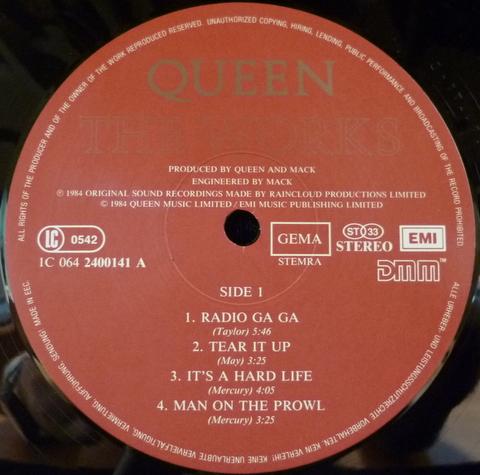 ALL RIGHTS OF THE PRODUCER AND OF THE OWNER OF THE WORK REPRODUCED RESERVED. UNAUTHORIZED COPYING, HIRING, LENDING, PUBLIC PERFORMANCE AND BROADCASTING OF THE RECORD PROHIBITED.
QUEEN
THE WORKS
PRODUCED BY QUEEN AND MACK
ENGINEERED BY MACK
℗ 1984 ORIGINAL SOUND RECORDINGS MADE BY RAINCLOUD PRODUCTIONS LIMITED
© 1984 QUEEN MUSIC LIMITED / EMI MUSIC PUBLISHING LIMITED
LC 0542
1C 064 2400141 A
GEMA
STEMRA
ST 33
STEREO
EMI
DMM™
SIDE 1
1. RADIO GA GA
(Taylor) 5:46
2. TEAR IT UP
(May) 3:25
3. IT'S A HARD LIFE
(Mercury) 4:05
4. MAN ON THE PROWL
(Mercury) 3:25
ALLE URHEBER- UND LEISTUNGSSCHUTZRECHTE VORBEHALTEN. KEIN VERLEIH! KEINE UNERLAUBTE VERVIELFÄLTIGUNG, VERMIETUNG, AUFFÜHRUNG, SENDUNG! MADE IN EEC.